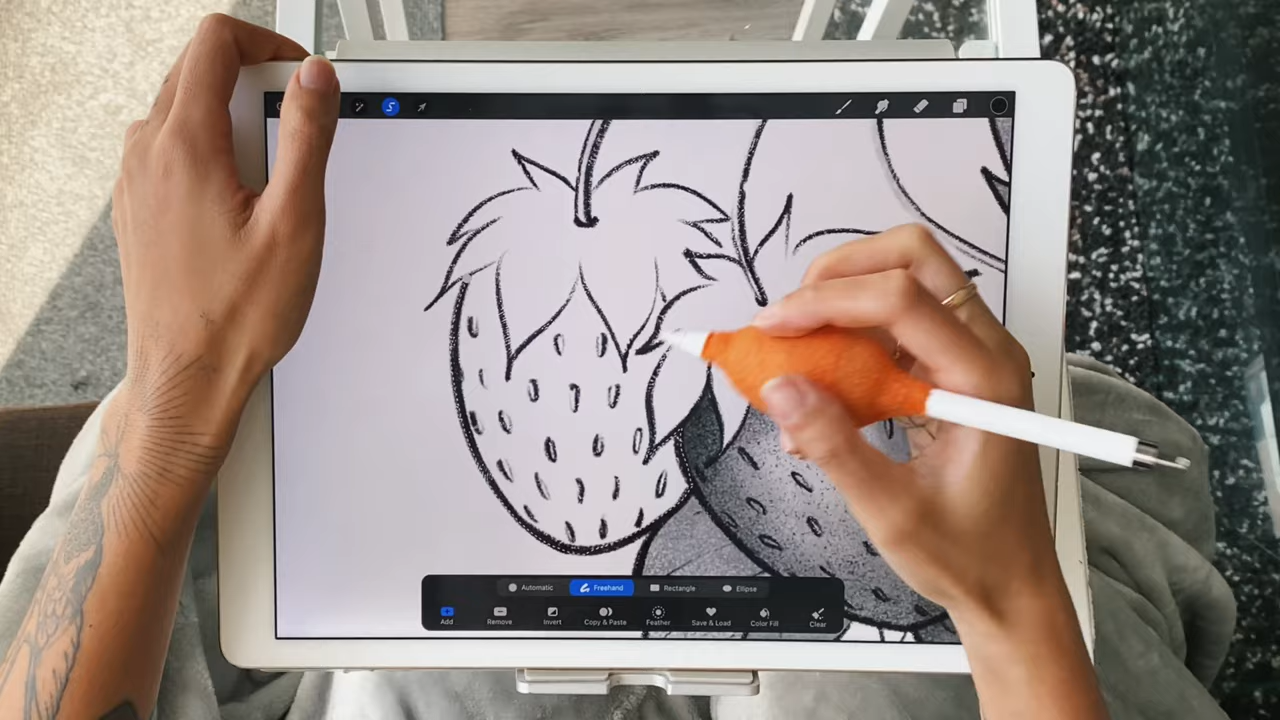 Automatic Freehand Rectangle Ellipse
Add Remove Invert Copy & Paste Feather Save & Load Color Fill Clear